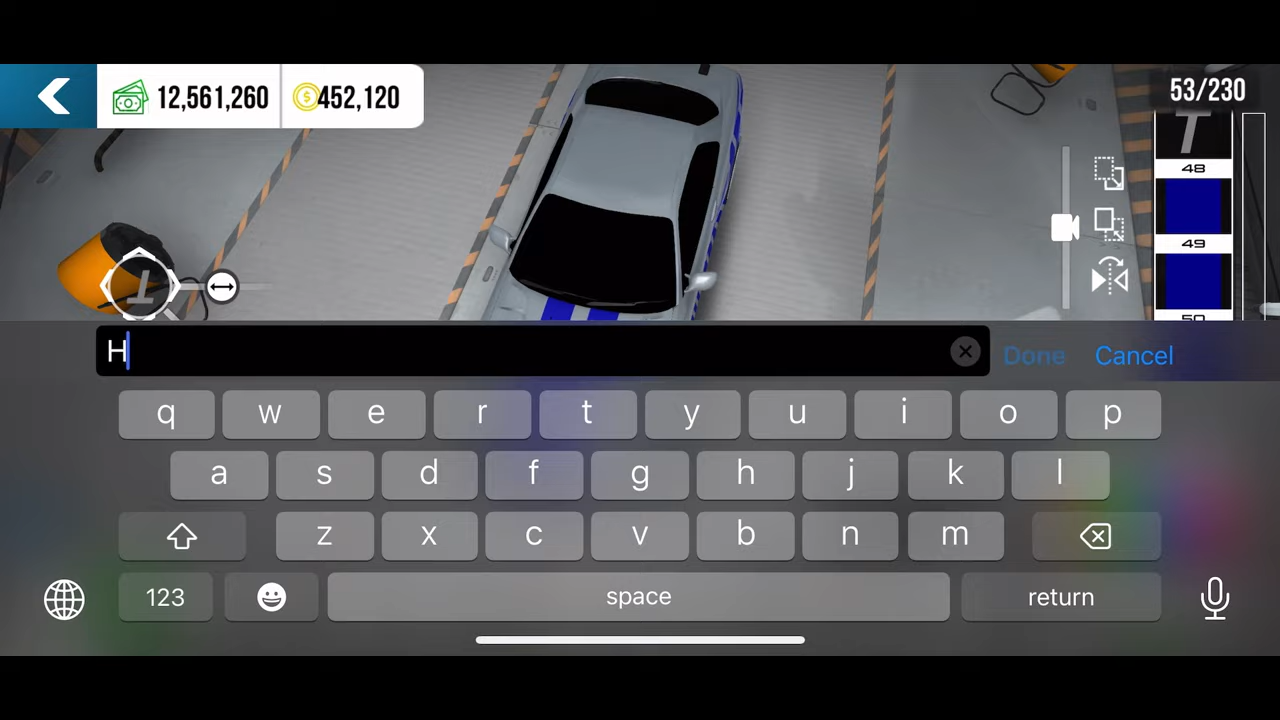 12,561,260
452,120
53/230
T
48
49
50
H
Done
Cancel
q w e r t y u i o p
a s d f g h j k l
z x c v b n m
123
space
return